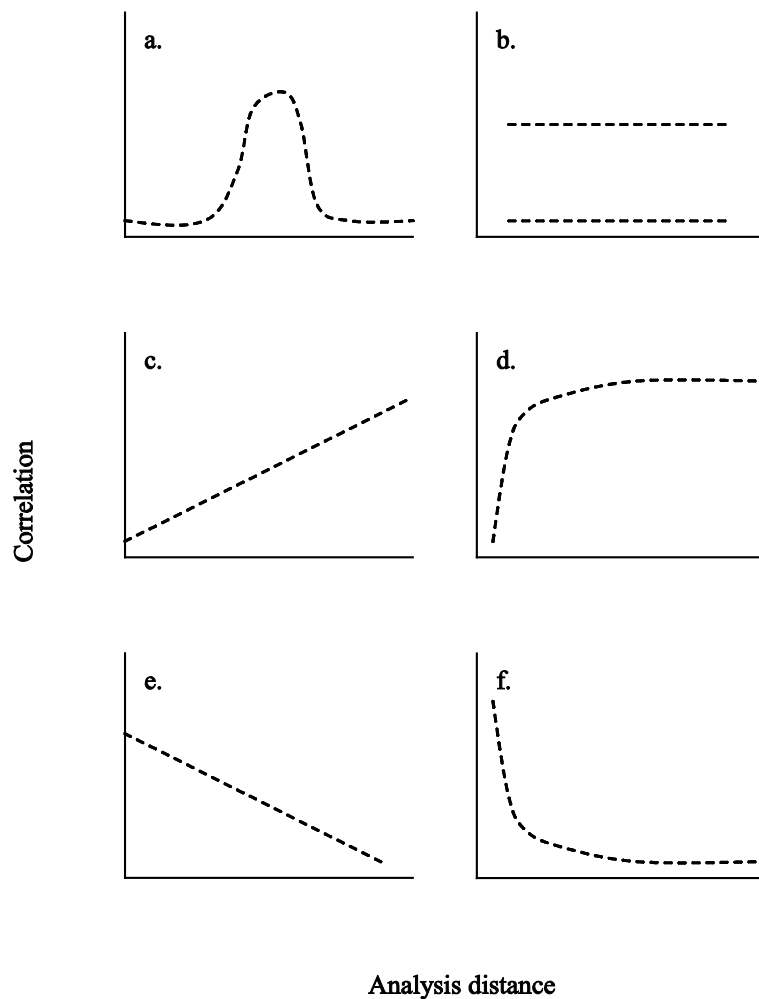 a.
b.
c.
d.
Correlation
e.
f.
Analysis distance